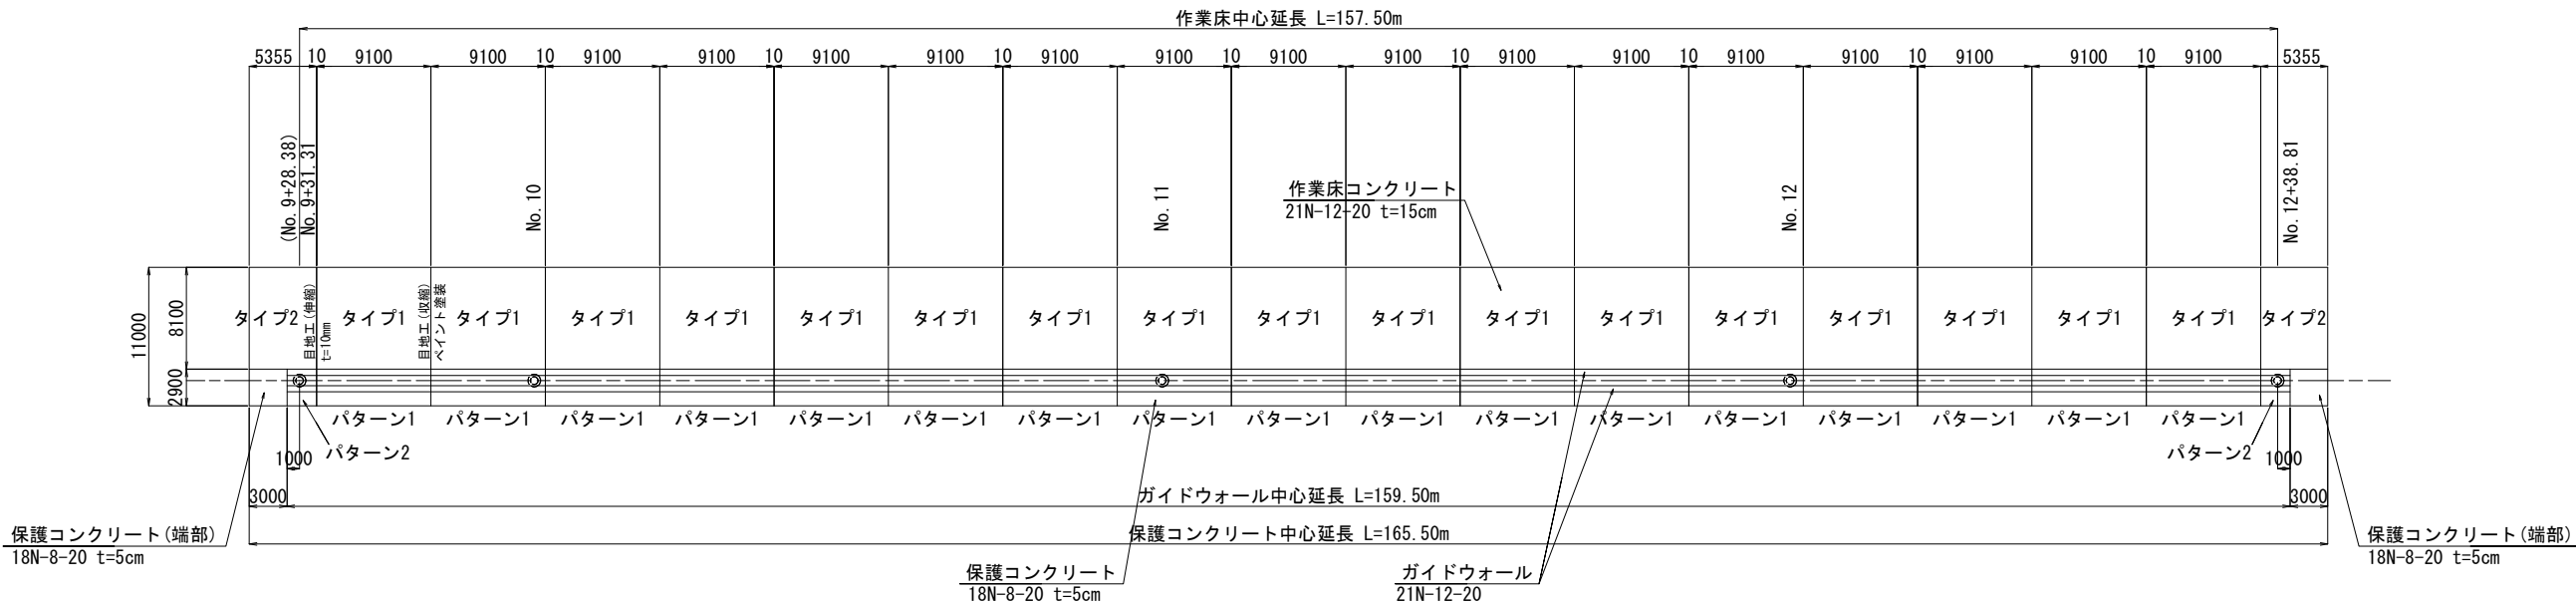 作業床中心延長 L=157.50m
5355 10 9100 9100 10 9100 9100 10 9100 9100 10 9100 9100 10 9100 9100 10 9100 9100 10 9100 9100 10 9100 9100 10 9100 5355
(No.9+28.38)
No.9+31.31
No.10
No.11
No.12
No.12+38.81
作業床コンクリート
21N-12-20 t=15cm
11000
8100
2900
タイプ2 タイプ1 タイプ1 タイプ1 タイプ1 タイプ1 タイプ1 タイプ1 タイプ1 タイプ1 タイプ1 タイプ1 タイプ1 タイプ1 タイプ1 タイプ1 タイプ1 タイプ1 タイプ2
目地工(伸縮)
t=10mm
目地工(収縮)
ペイント塗装
パターン1 パターン1 パターン1 パターン1 パターン1 パターン1 パターン1 パターン1 パターン1 パターン1 パターン1 パターン1 パターン1 パターン1 パターン1 パターン1 パターン1
1000 パターン2 パターン2 1000
3000 ガイドウォール中心延長 L=159.50m 3000
保護コンクリート中心延長 L=165.50m
保護コンクリート(端部)
18N-8-20 t=5cm
保護コンクリート
18N-8-20 t=5cm
ガイドウォール
21N-12-20
保護コンクリート(端部)
18N-8-20 t=5cm